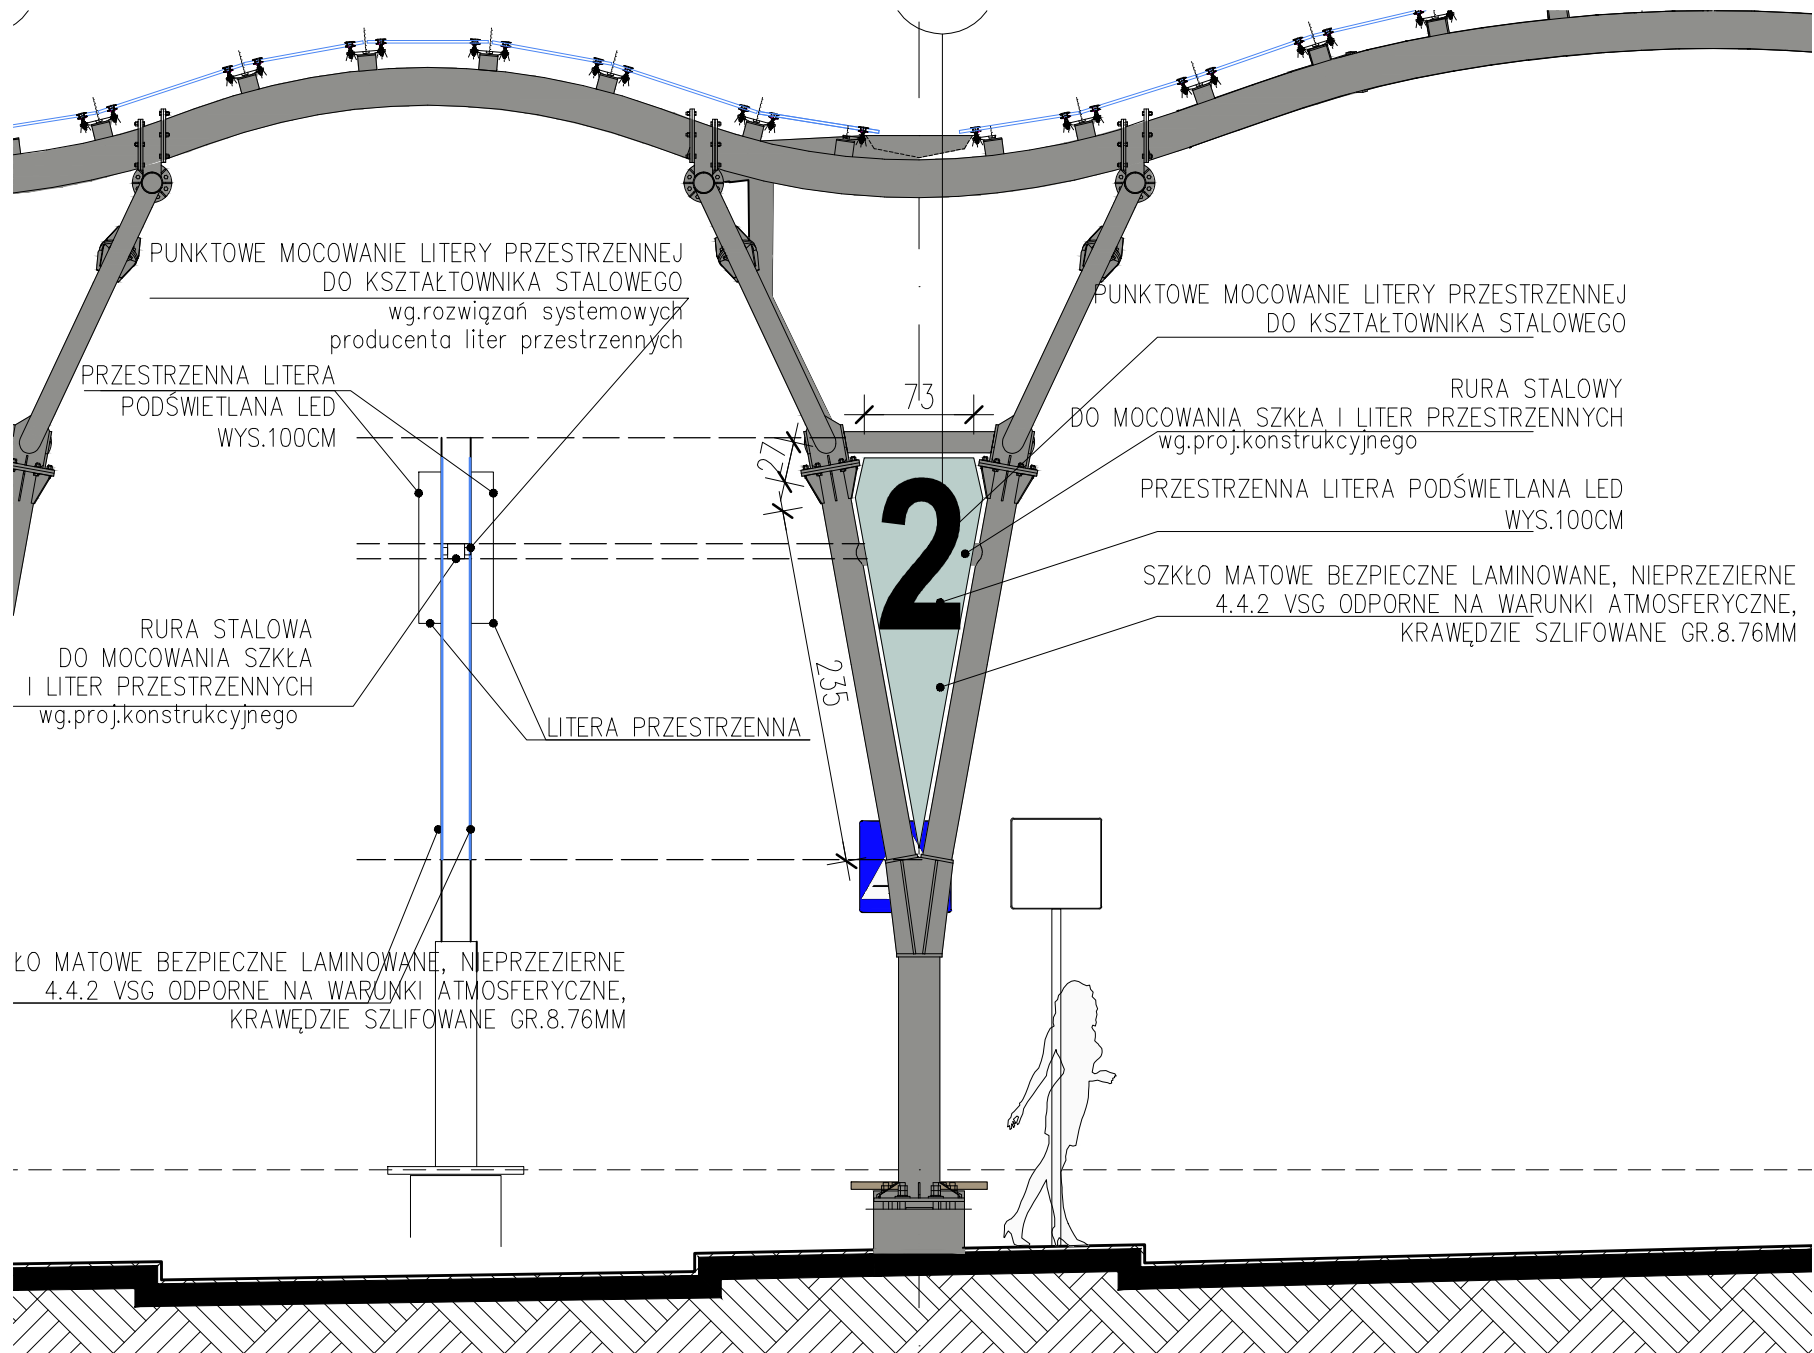 PUNKTOWE MOCOWANIE LITERY PRZESTRZENNEJ
DO KSZTAŁTOWNIKA STALOWEGO
wg.rozwiązań systemowych
producenta liter przestrzennych
PRZESTRZENNA LITERA
PODŚWIETLANA LED
WYS.100CM
RURA STALOWA
DO MOCOWANIA SZKŁA
I LITER PRZESTRZENNYCH
wg.proj.konstrukcyjnego
LITERA PRZESTRZENNA
ŁO MATOWE BEZPIECZNE LAMINOWANE, NIEPRZEZIERNE
4.4.2 VSG ODPORNE NA WARUNKI ATMOSFERYCZNE,
KRAWĘDZIE SZLIFOWANE GR.8.76MM
73
27
235
2
PUNKTOWE MOCOWANIE LITERY PRZESTRZENNEJ
DO KSZTAŁTOWNIKA STALOWEGO
RURA STALOWY
DO MOCOWANIA SZKŁA I LITER PRZESTRZENNYCH
wg.proj.konstrukcyjnego
PRZESTRZENNA LITERA PODŚWIETLANA LED
WYS.100CM
SZKŁO MATOWE BEZPIECZNE LAMINOWANE, NIEPRZEZIERNE
4.4.2 VSG ODPORNE NA WARUNKI ATMOSFERYCZNE,
KRAWĘDZIE SZLIFOWANE GR.8.76MM